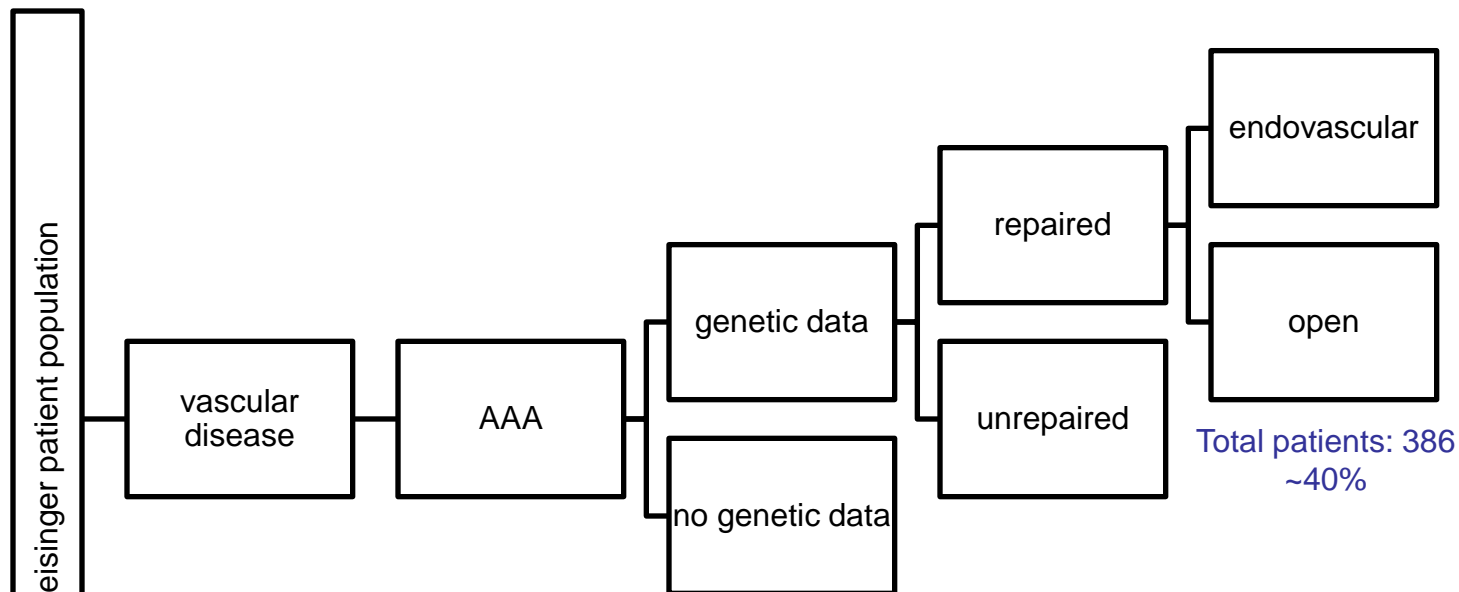 eisinger patient population
vascular
disease
AAA
genetic data
no genetic data
repaired
unrepaired
endovascular
open
Total patients: 386
~40%